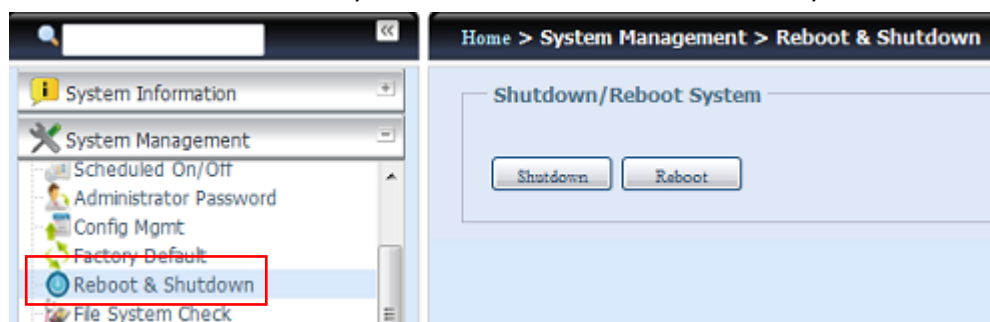 Home > System Management > Reboot & Shutdown
System Information
System Management
Scheduled On/Off
Administrator Password
Config Mgmt
Factory Default
Reboot & Shutdown
File System Check
Shutdown/Reboot System
Shutdown Reboot